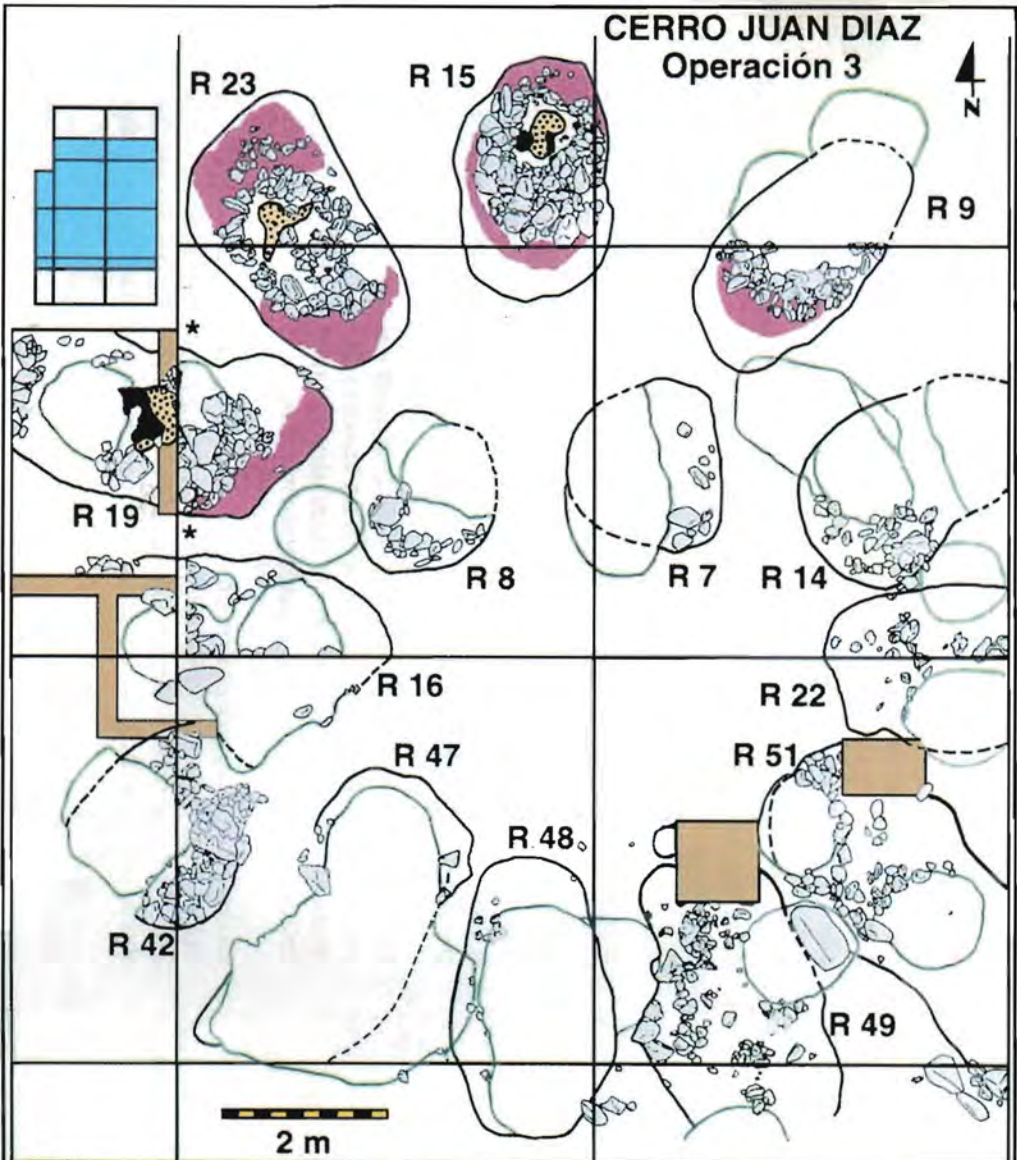 CERRO JUAN DIAZ
Operación 3
N
R 23
R 15
R 9
*
R 19
*
R 8
R 7
R 14
R 16
R 22
R 47
R 51
R 48
R 42
R 49
2 m